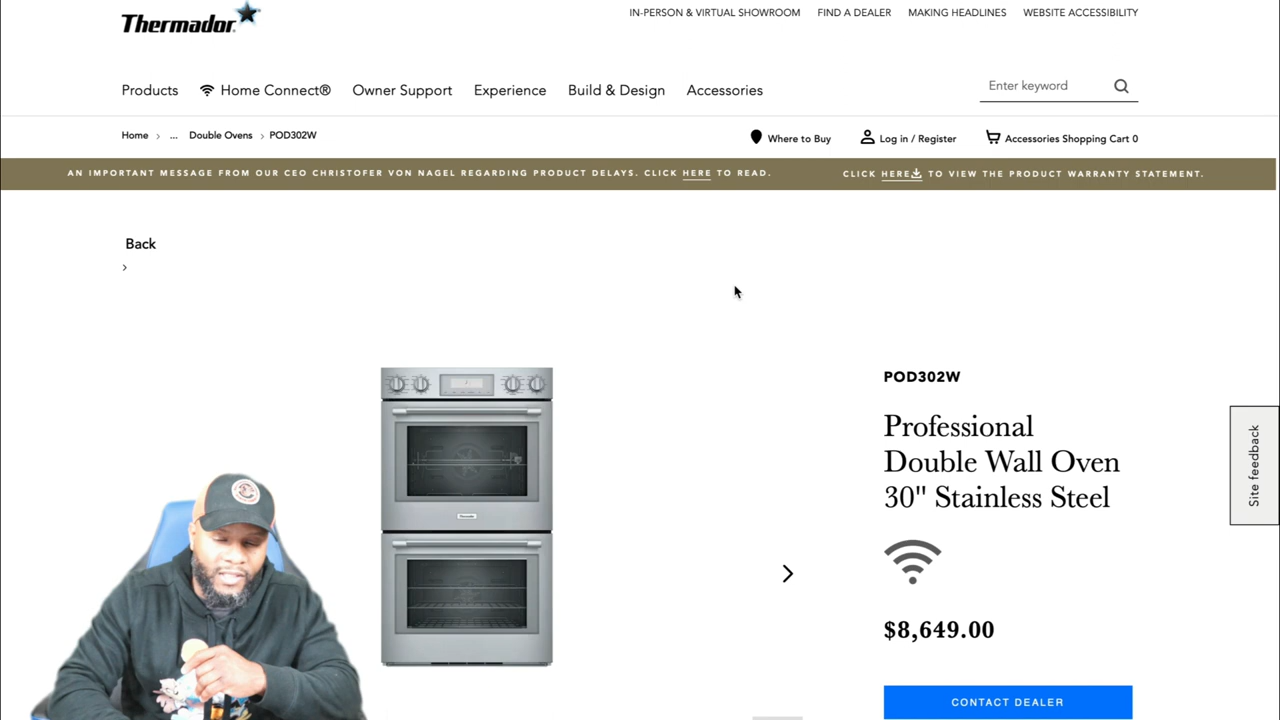 Thermador
IN-PERSON & VIRTUAL SHOWROOM FIND A DEALER MAKING HEADLINES WEBSITE ACCESSIBILITY
Products Home Connect® Owner Support Experience Build & Design Accessories
Enter keyword
Home > ... Double Ovens > POD302W
Where to Buy Log in / Register Accessories Shopping Cart 0
AN IMPORTANT MESSAGE FROM OUR CEO CHRISTOFER VON NAGEL REGARDING PRODUCT DELAYS. CLICK HERE TO READ. CLICK HERE TO VIEW THE PRODUCT WARRANTY STATEMENT.
Back
>
POD302W
Professional
Double Wall Oven
30" Stainless Steel
Site feedback
$8,649.00
CONTACT DEALER